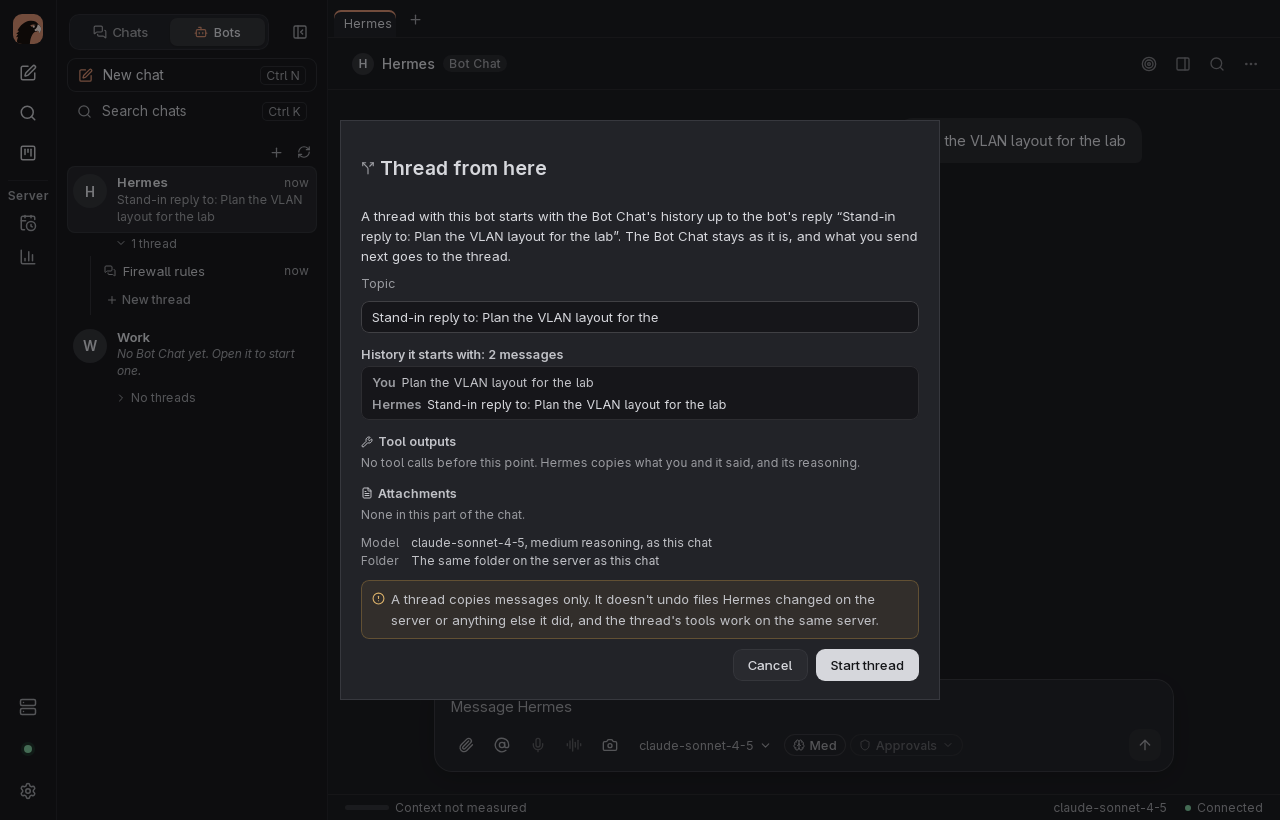 Chats
Bots
New chat
Ctrl N
Search chats
Ctrl K
Server
H
Hermes
now
Stand-in reply to: Plan the VLAN
layout for the lab
1 thread
Firewall rules
now
New thread
W
Work
No Bot Chat yet. Open it to start
one.
No threads
Hermes
H
Hermes
Bot Chat
the VLAN layout for the lab
Thread from here
A thread with this bot starts with the Bot Chat's history up to the bot's reply “Stand-in
reply to: Plan the VLAN layout for the lab”. The Bot Chat stays as it is, and what you send
next goes to the thread.
Topic
Stand-in reply to: Plan the VLAN layout for the
History it starts with: 2 messages
You Plan the VLAN layout for the lab
Hermes Stand-in reply to: Plan the VLAN layout for the lab
Tool outputs
No tool calls before this point. Hermes copies what you and it said, and its reasoning.
Attachments
None in this part of the chat.
Model claude-sonnet-4-5, medium reasoning, as this chat
Folder The same folder on the server as this chat
A thread copies messages only. It doesn't undo files Hermes changed on the
server or anything else it did, and the thread's tools work on the same server.
Cancel
Start thread
Message Hermes
claude-sonnet-4-5
Med
Approvals
Context not measured
claude-sonnet-4-5
Connected